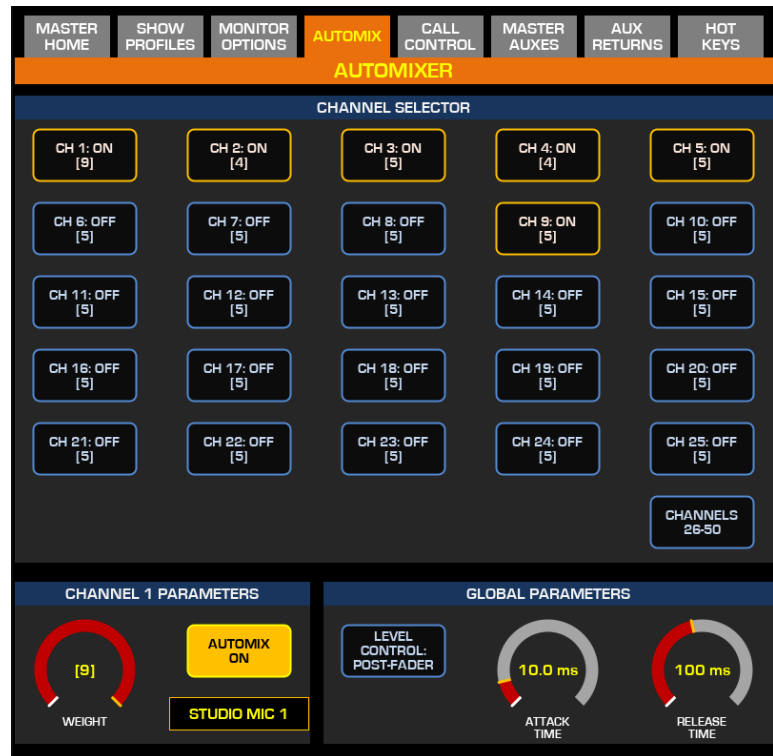 MASTER HOME
SHOW PROFILES
MONITOR OPTIONS
AUTOMIX
CALL CONTROL
MASTER AUXES
AUX RETURNS
HOT KEYS
AUTOMIXER
CHANNEL SELECTOR
CH 1: ON
[9]
CH 2: ON
[4]
CH 3: ON
[5]
CH 4: ON
[4]
CH 5: ON
[5]
CH 6: OFF
[5]
CH 7: OFF
[5]
CH 8: OFF
[5]
CH 9: ON
[5]
CH 10: OFF
[5]
CH 11: OFF
[5]
CH 12: OFF
[5]
CH 13: OFF
[5]
CH 14: OFF
[5]
CH 15: OFF
[5]
CH 16: OFF
[5]
CH 17: OFF
[5]
CH 18: OFF
[5]
CH 19: OFF
[5]
CH 20: OFF
[5]
CH 21: OFF
[5]
CH 22: OFF
[5]
CH 23: OFF
[5]
CH 24: OFF
[5]
CH 25: OFF
[5]
CHANNELS
26-50
CHANNEL 1 PARAMETERS
[9]
WEIGHT
AUTOMIX
ON
STUDIO MIC 1
GLOBAL PARAMETERS
LEVEL
CONTROL:
POST-FADER
10.0 ms
ATTACK
TIME
100 ms
RELEASE
TIME